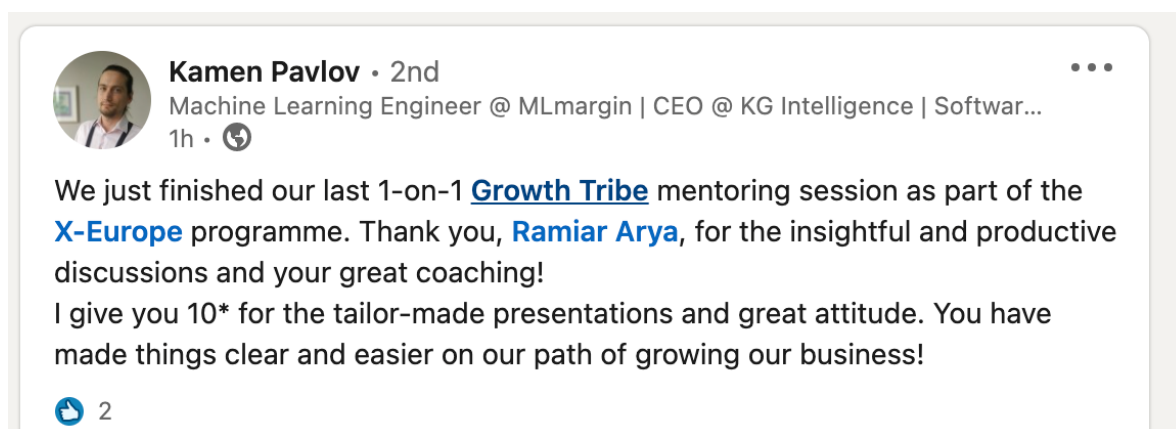 Kamen Pavlov • 2nd
Machine Learning Engineer @ MLmargin | CEO @ KG Intelligence | Softwar...
1h •
We just finished our last 1-on-1 Growth Tribe mentoring session as part of the
X-Europe programme. Thank you, Ramiar Arya, for the insightful and productive
discussions and your great coaching!
I give you 10* for the tailor-made presentations and great attitude. You have
made things clear and easier on our path of growing our business!
2